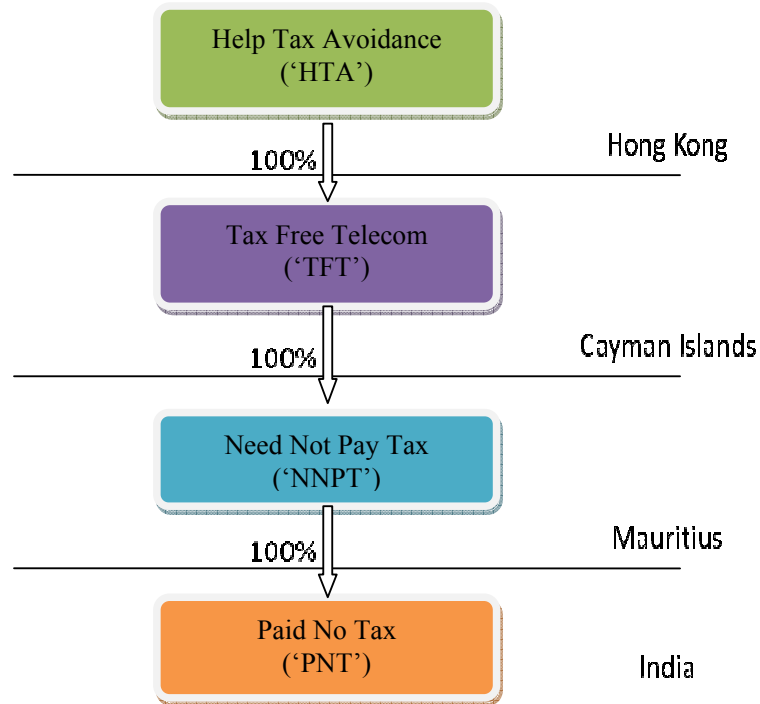 Help Tax Avoidance
(‘HTA’)
100%
Hong Kong
Tax Free Telecom
(‘TFT’)
100%
Cayman Islands
Need Not Pay Tax
(‘NNPT’)
100%
Mauritius
Paid No Tax
(‘PNT’)
India